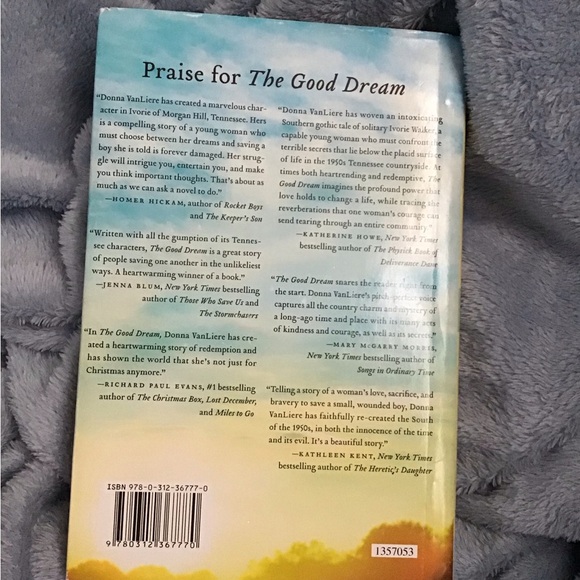 Praise for The Good Dream
“Donna VanLiere has created a marvelous char-
acter in Ivorie of Morgan Hill, Tennessee. Hers
is a compelling story of a young woman who
must choose between her dreams and saving a
boy she is told is forever damaged. Her strug-
gle will intrigue you, entertain you, and make
you think important thoughts. That's about as
much as we can ask a novel to do.”
—HOMER HICKAM, author of Rocket Boys
and The Keeper's Son
“Written with all the gumption of its Tennes-
see characters, The Good Dream is a great story
of people saving one another in the unlikeliest
ways. A heartwarming winner of a book.”
—JENNA BLUM, New York Times bestselling
author of Those Who Save Us and
The Stormchasers
“In The Good Dream, Donna VanLiere has cre-
ated a heartwarming story of redemption and
has shown the world that she's not just for
Christmas anymore.”
—RICHARD PAUL EVANS, #1 bestselling
author of The Christmas Box, Lost December,
and Miles to Go
“Donna VanLiere has woven an intoxicating
Southern gothic tale of solitary Ivorie Walker, a
capable young woman who must confront the
terrible secrets that lie below the placid surface
of life in the 1950s Tennessee countryside. At
times both heartrending and redemptive, The
Good Dream imagines the profound power that
love holds to change a life, while tracing the
reverberations that one woman's courage can
send tearing through an entire community.”
—KATHERINE HOWE, New York Times
bestselling author of The Physick Book of
Deliverance Dane
“The Good Dream snares the reader right from
the start. Donna VanLiere's pitch-perfect voice
captures all the country charm and mystery of
a long-ago time and place with its many acts
of kindness and courage, as well as its secrets.”
—MARY McGARRY MORRIS,
New York Times bestselling author of
Songs in Ordinary Time
“Telling a story of a woman's love, sacrifice, and
bravery to save a small, wounded boy, Donna
VanLiere has faithfully re-created the South
of the 1950s, in both the innocence of the time
and its evil. It's a beautiful story.”
—KATHLEEN KENT, New York Times
bestselling author of The Heretic's Daughter
ISBN 978-0-312-36777-0
9 780312 367770
1357053